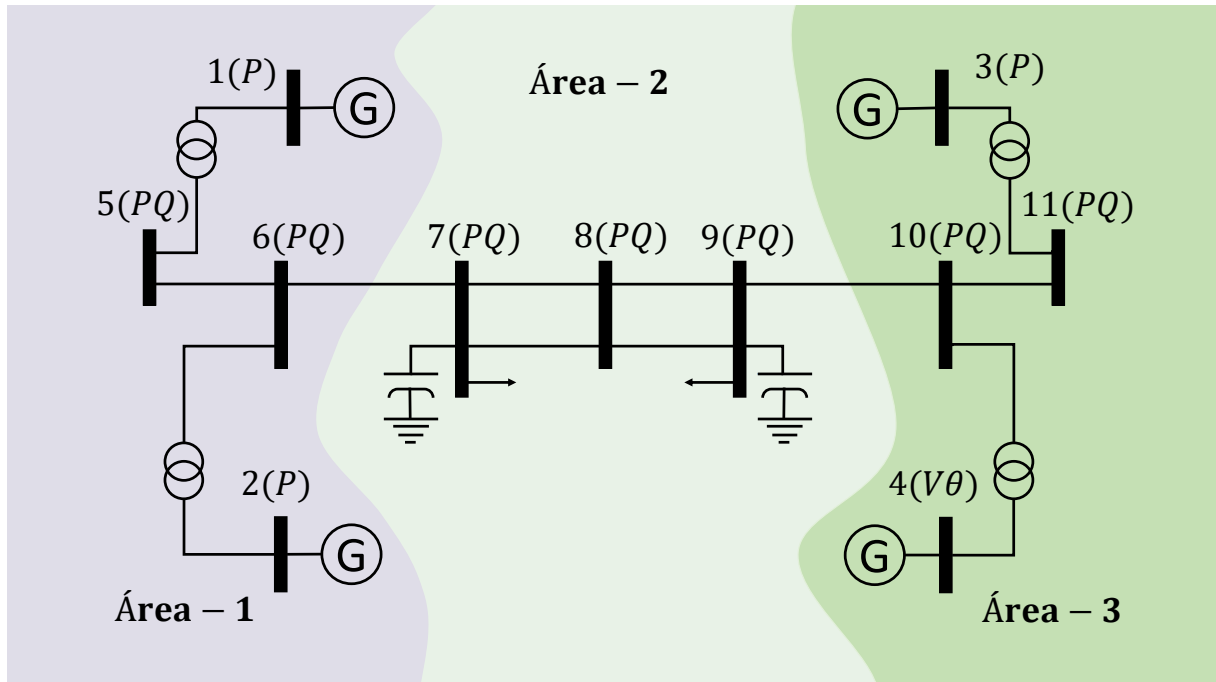 1(P)
G
Área – 2
G
3(P)
5(PQ)
6(PQ)
7(PQ)
8(PQ)
9(PQ)
10(PQ)
11(PQ)
2(P)
G
4(Vθ)
G
Área – 1
Área – 3